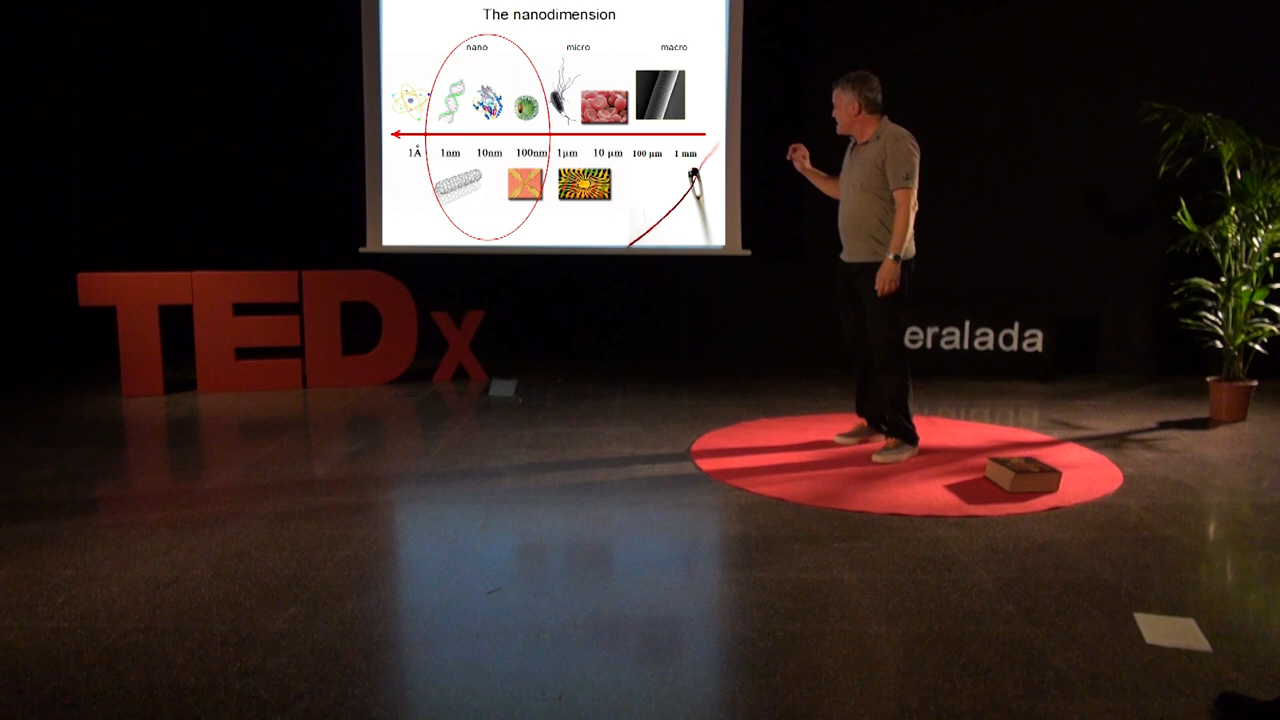 The nanodimension
nano micro macro
1Å 1nm 10nm 100nm 1µm 10 µm 100 µm 1 mm
TEDx
eralada